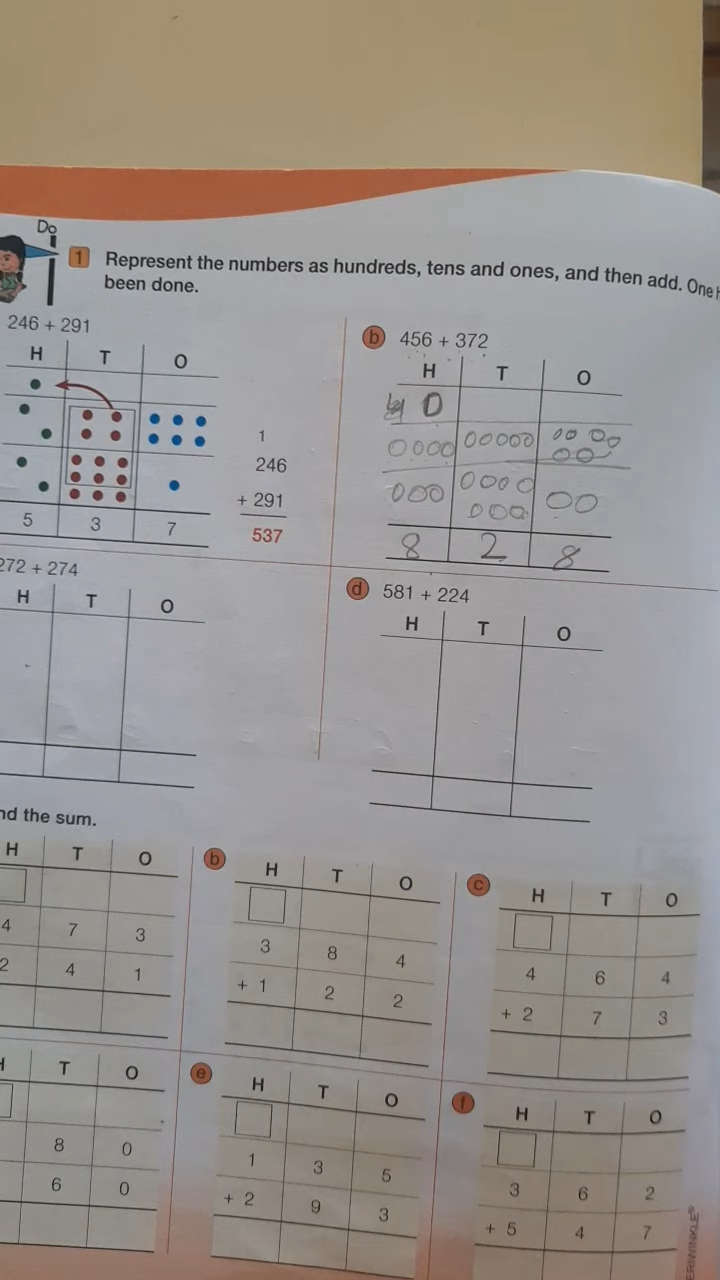 Do
1 Represent the numbers as hundreds, tens and ones, and then add. One
been done.
246 + 291
H T O
1
246
+ 291
537
5 3 7
b 456 + 372
H T O
8 2 8
272 + 274
H T O
d 581 + 224
H T O
nd the sum.
H T O
4 7 3
2 4 1
b
H T O
3 8 4
+ 1 2 2
c
H T O
4 6 4
+ 2 7 3
T O
8 0
6 0
e
H T O
1 3 5
+ 2 9 3
f
H T O
3 6 2
+ 5 4 7
ERIWINKLE®